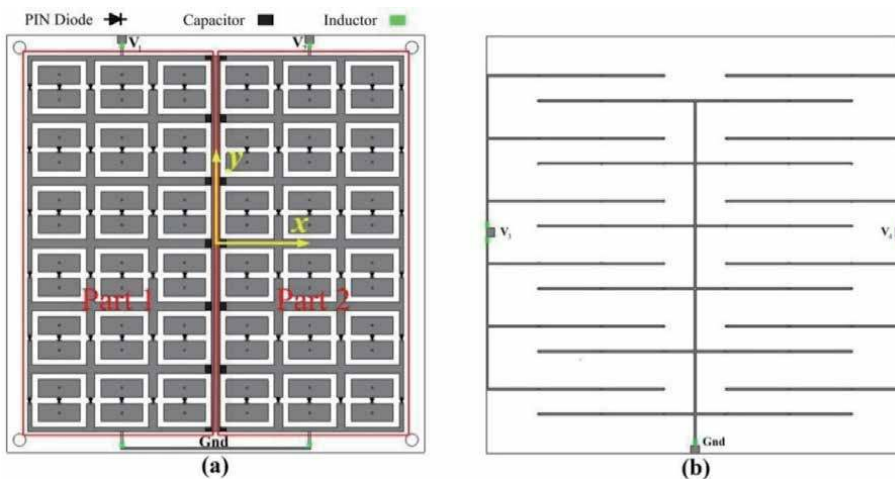 PIN Diode Capacitor Inductor
V1 V2
y
x
Part 1 Part 2
Gnd
(a)
V3 V4
Gnd
(b)